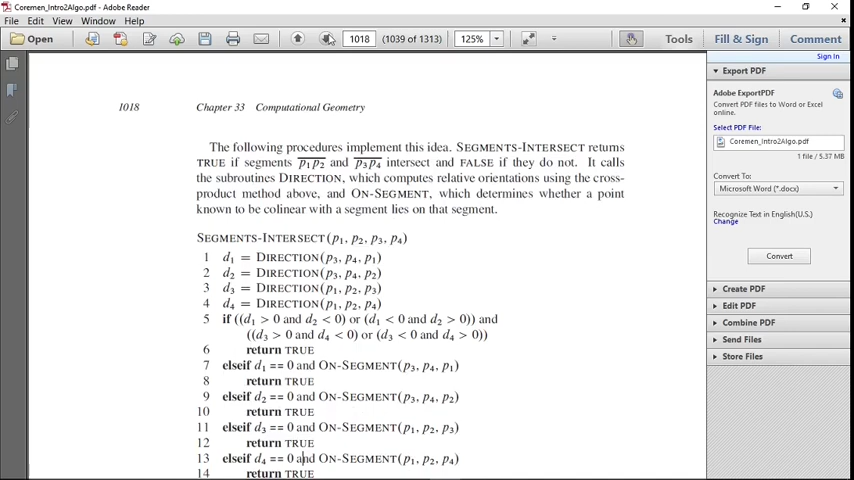 Coremen_Intro2Algo.pdf - Adobe Reader
File Edit View Window Help
Open 1018 (1039 of 1313) 125% Tools Fill & Sign Comment
Sign In
Export PDF
Adobe ExportPDF
Convert PDF files to Word or Excel
online.
Select PDF File:
Coremen_Intro2Algo.pdf
1 file / 5.37 MB
Convert To:
Microsoft Word (*.docx)
Recognize Text in English(U.S.)
Change
Convert
Create PDF
Edit PDF
Combine PDF
Send Files
Store Files
1018 Chapter 33 Computational Geometry
The following procedures implement this idea. SEGMENTS-INTERSECT returns
TRUE if segments p₁p₂ and p₃p₄ intersect and FALSE if they do not. It calls
the subroutines DIRECTION, which computes relative orientations using the cross-
product method above, and ON-SEGMENT, which determines whether a point
known to be colinear with a segment lies on that segment.
SEGMENTS-INTERSECT(p₁, p₂, p₃, p₄)
1 d₁ = DIRECTION(p₃, p₄, p₁)
2 d₂ = DIRECTION(p₃, p₄, p₂)
3 d₃ = DIRECTION(p₁, p₂, p₃)
4 d₄ = DIRECTION(p₁, p₂, p₄)
5 if ((d₁ > 0 and d₂ < 0) or (d₁ < 0 and d₂ > 0)) and
((d₃ > 0 and d₄ < 0) or (d₃ < 0 and d₄ > 0))
6 return TRUE
7 elseif d₁ == 0 and ON-SEGMENT(p₃, p₄, p₁)
8 return TRUE
9 elseif d₂ == 0 and ON-SEGMENT(p₃, p₄, p₂)
10 return TRUE
11 elseif d₃ == 0 and ON-SEGMENT(p₁, p₂, p₃)
12 return TRUE
13 elseif d₄ == 0 and ON-SEGMENT(p₁, p₂, p₄)
14 return TRUE